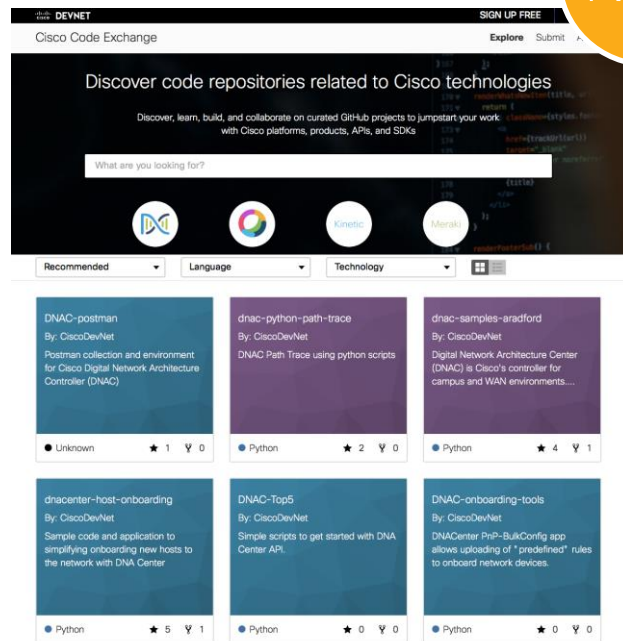 cisco DEVNET
SIGN UP FREE
Cisco Code Exchange
Explore Submit
Discover code repositories related to Cisco technologies
Discover, learn, build, and collaborate on curated GitHub projects to jumpstart your work
with Cisco platforms, products, APIs, and SDKs
What are you looking for?
Kinetic
Meraki
Recommended
Language
Technology
DNAC-postman
By: CiscoDevNet
Postman collection and environment
for Cisco Digital Network Architecture
Controller (DNAC)
Unknown 1 0
dnac-python-path-trace
By: CiscoDevNet
DNAC Path Trace using python scripts
Python 2 0
dnac-samples-aradford
By: CiscoDevNet
Digital Network Architecture Center
(DNAC) is Cisco's controller for
campus and WAN environments....
Python 4 1
dnacenter-host-onboarding
By: CiscoDevNet
Sample code and application to
simplifying onboarding new hosts to
the network with DNA Center
Python 5 1
DNAC-Top5
By: CiscoDevNet
Simple scripts to get started with DNA
Center API.
Python 0 0
DNAC-onboarding-tools
By: CiscoDevNet
DNACenter PnP-BulkConfig app
allows uploading of "predefined" rules
to onboard network devices.
Python 0 0